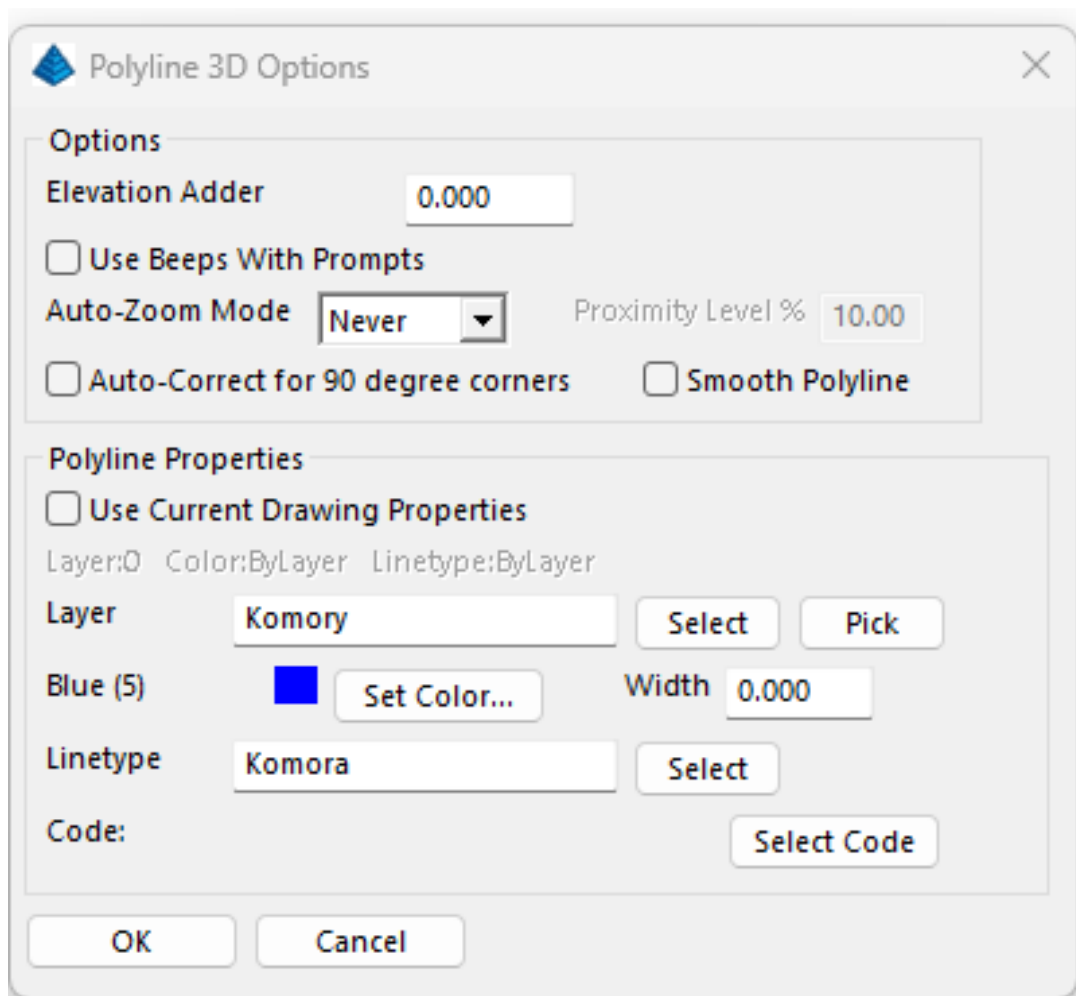 Polyline 3D Options
Options
Elevation Adder 0.000
Use Beeps With Prompts
Auto-Zoom Mode Never Proximity Level % 10.00
Auto-Correct for 90 degree corners Smooth Polyline
Polyline Properties
Use Current Drawing Properties
Layer:0 Color:ByLayer Linetype:ByLayer
Layer Komory Select Pick
Blue (5) Set Color... Width 0.000
Linetype Komora Select
Code: Select Code
OK Cancel